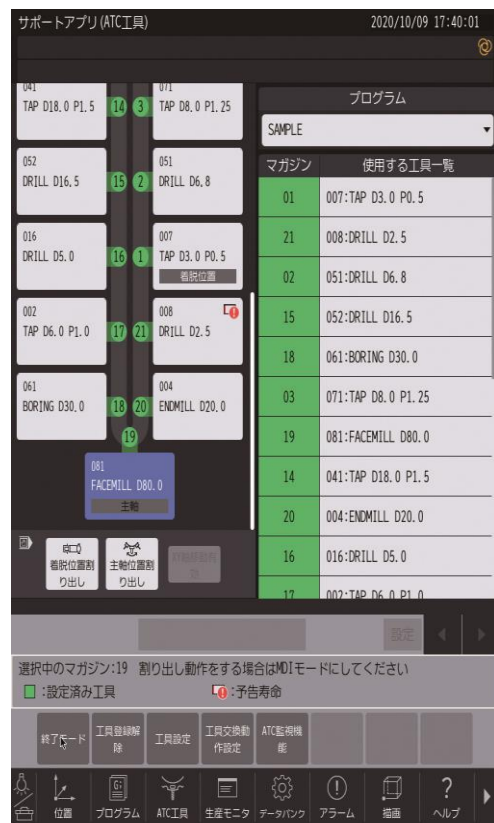 サポートアプリ(ATC工具)
2020/10/09 17:40:01
041
TAP D18.0 P1.5
14
3
071
TAP D8.0 P1.25
052
DRILL D16.5
15
2
051
DRILL D6.8
016
DRILL D5.0
16
1
007
TAP D3.0 P0.5
着脱位置
002
TAP D6.0 P1.0
17
21
008
DRILL D2.5
061
BORING D30.0
18
20
004
ENDMILL D20.0
19
081
FACEMILL D80.0
主軸
着脱位置割
り出し
主軸位置割
り出し
プログラム
SAMPLE
マガジン 使用する工具一覧
01 007:TAP D3.0 P0.5
21 008:DRILL D2.5
02 051:DRILL D6.8
15 052:DRILL D16.5
18 061:BORING D30.0
03 071:TAP D8.0 P1.25
19 081:FACEMILL D80.0
14 041:TAP D18.0 P1.5
20 004:ENDMILL D20.0
16 016:DRILL D5.0
17 002:TAP D6.0 P1.0
設定
選択中のマガジン:19 割り出し動作をする場合はMDIモードにしてください
:設定済み工具 :予告寿命
終了モード
工具登録解
除
工具設定
工具交換動
作設定
ATC監視機
能
位置
プログラム
ATC工具
生産モニタ
データバンク
アラーム
描画
ヘルプ